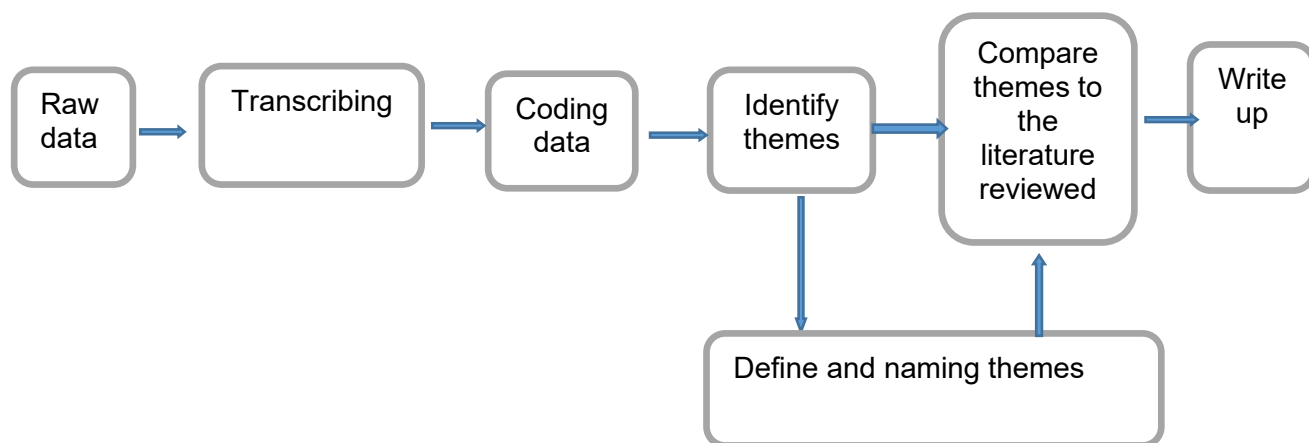 Raw
data
Transcribing
Coding
data
Identify
themes
Compare
themes to
the
literature
reviewed
Write
up
Define and naming themes